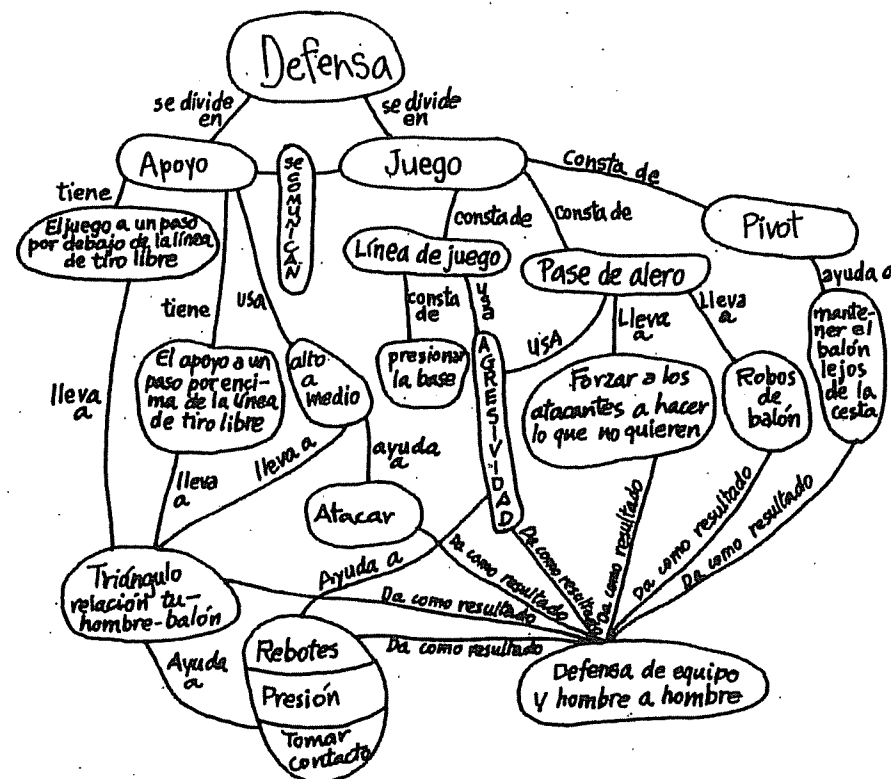 Defensa
se divide
en
se divide
en
Apoyo
se
COMUNICAN
Juego
Consta de
Pivot
tiene
El juego a un paso
por debajo de la línea
de tiro libre
consta de
consta de
Línea de juego
Pase de alero
ayuda a
tiene
usa
consta
de
usa
USA
Lleva
a
Lleva
a
mante-
ner el
balón
lejos
de la
cesta
lleva
a
El apoyo a un
paso por enci-
ma de la línea
de tiro libre
alto
a
medio
presionar
la base
AGRESIVIDAD
Forzar a los
atacantes a hacer
lo que no quieren
Robos
de
balón
lleva
a
lleva a
ayuda
a
Atacar
Da como resultado
Da como resultado
Da como resultado
Da como resultado
Da como resultado
Triángulo
relación tu-
hombre-balón
Ayuda a
Da como resultado
Ayuda
a
Rebotes
Presión
Tomar
contacto
Da como resultado
Defensa de equipo
y hombre a hombre